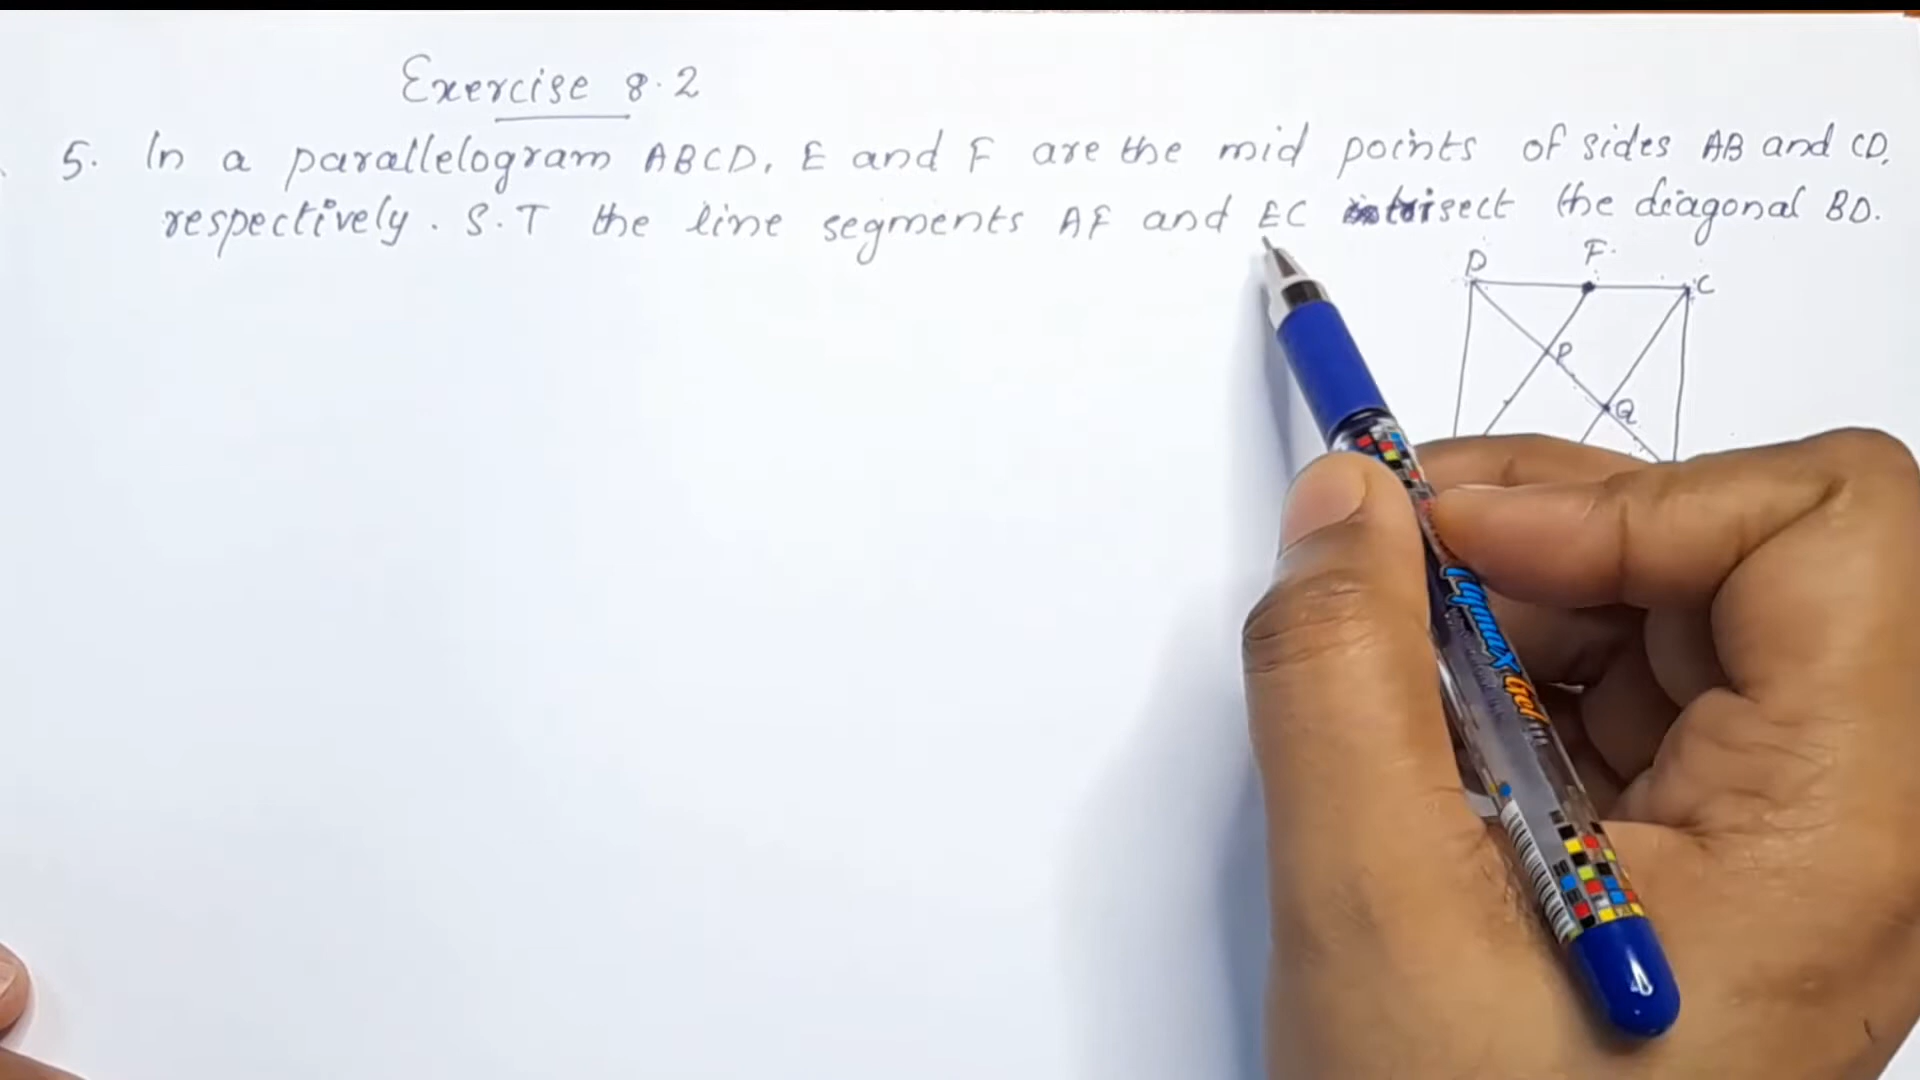 Exercise 8.2
5. In a parallelogram ABCD, E and F are the mid points of sides AB and CD,
respectively. S.T the line segments AF and EC trisect the diagonal BD.
D F. C
P
Q
Gel